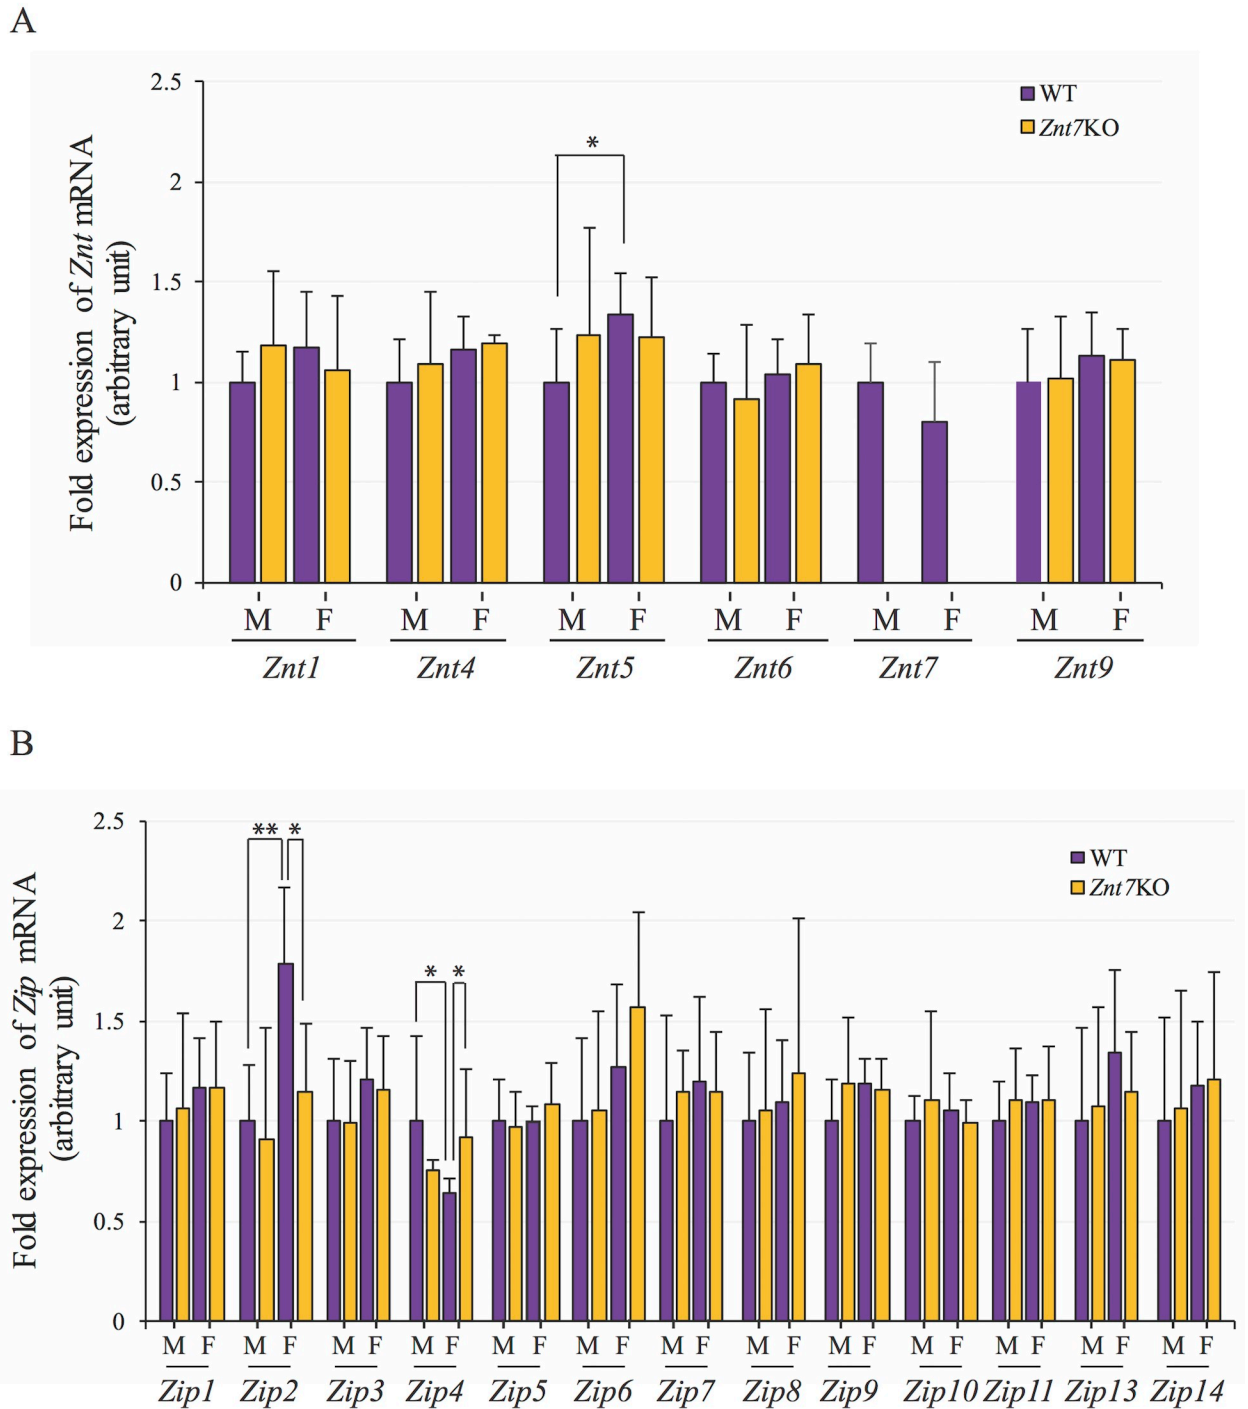 A
2.5
2
1.5
1
0.5
0
Fold expression of Znt mRNA
(arbitrary unit)
WT
Znt7KO
*
M F M F M F M F M F M F
Znt1 Znt4 Znt5 Znt6 Znt7 Znt9
B
2.5
2
1.5
1
0.5
0
Fold expression of Zip mRNA
(arbitrary unit)
WT
Znt7KO
** *
* *
M F M F M F M F M F M F M F M F M F M F M F M F M F
Zip1 Zip2 Zip3 Zip4 Zip5 Zip6 Zip7 Zip8 Zip9 Zip10 Zip11 Zip13 Zip14